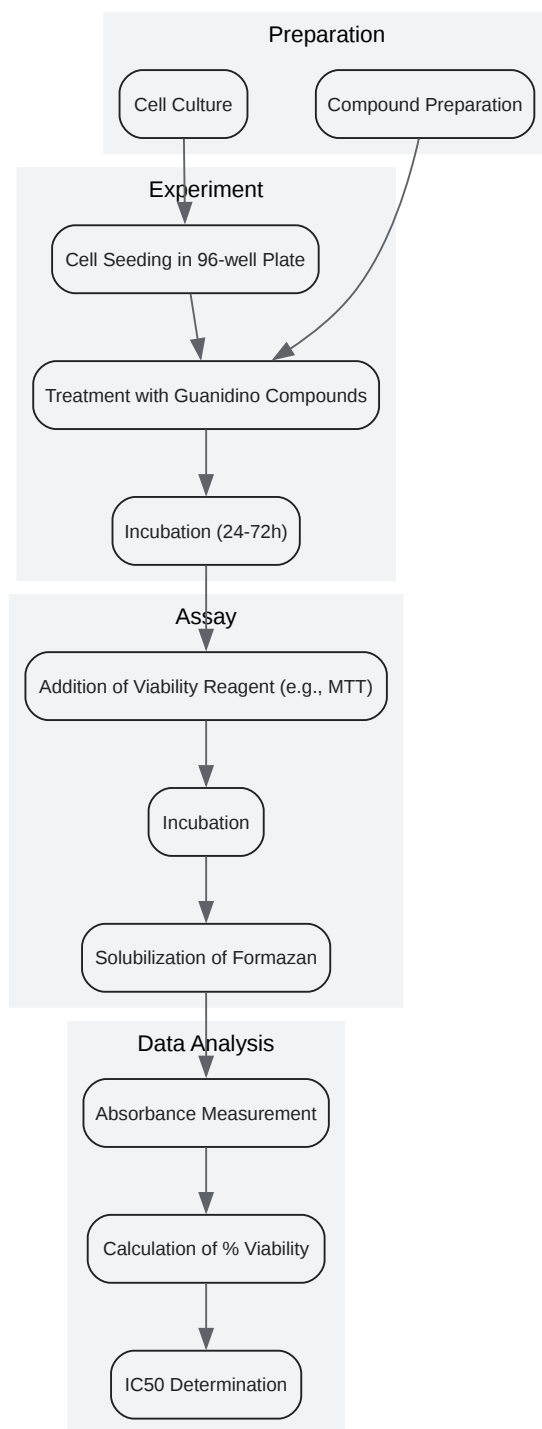 Preparation
Cell Culture
Compound Preparation
Experiment
Cell Seeding in 96-well Plate
Treatment with Guanidino Compounds
Incubation (24-72h)
Assay
Addition of Viability Reagent (e.g., MTT)
Incubation
Solubilization of Formazan
Data Analysis
Absorbance Measurement
Calculation of % Viability
IC50 Determination